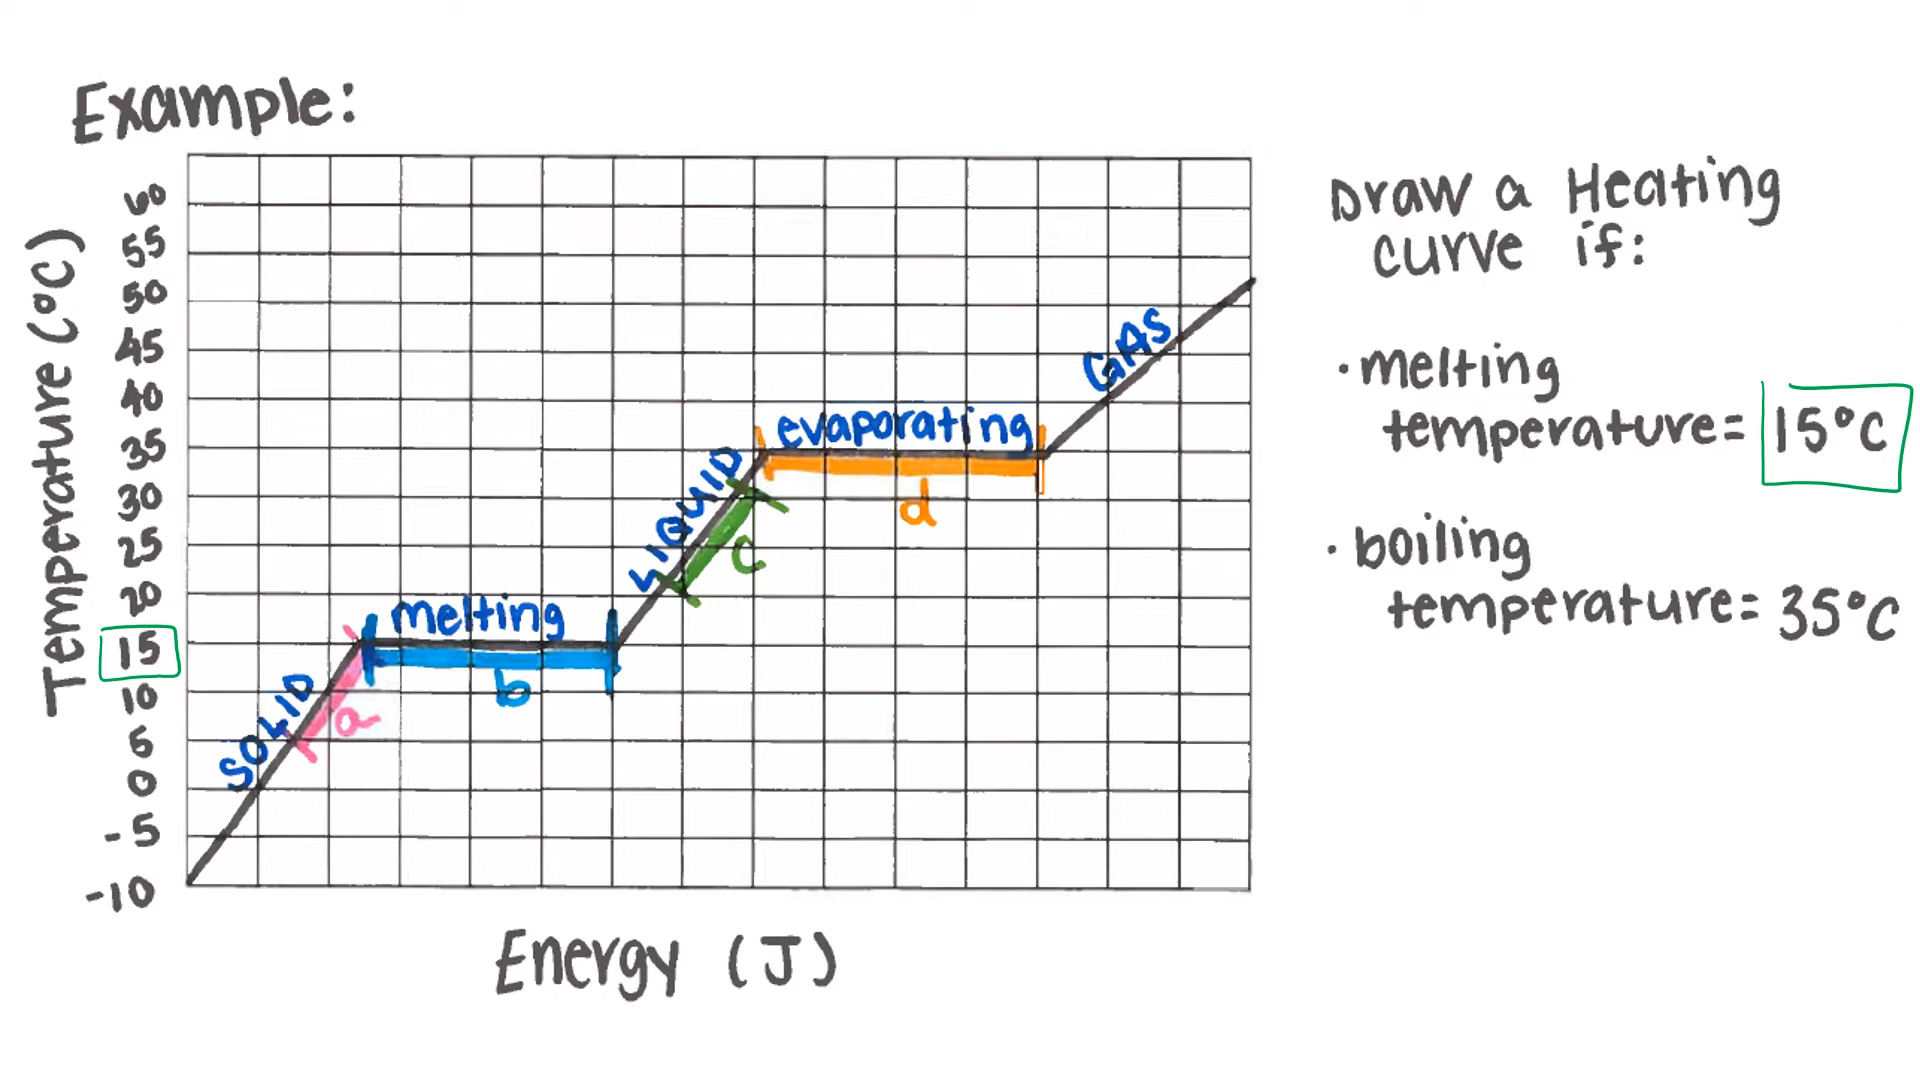 Example:
Temperature (°C)
60
55
50
45
40
35
30
25
20
15
10
5
0
-5
-10
SOLID
a
melting
b
LIQUID
c
evaporating
d
GAS
Energy (J)
Draw a Heating
curve if:
• melting
temperature= 15°C
• boiling
temperature= 35°C